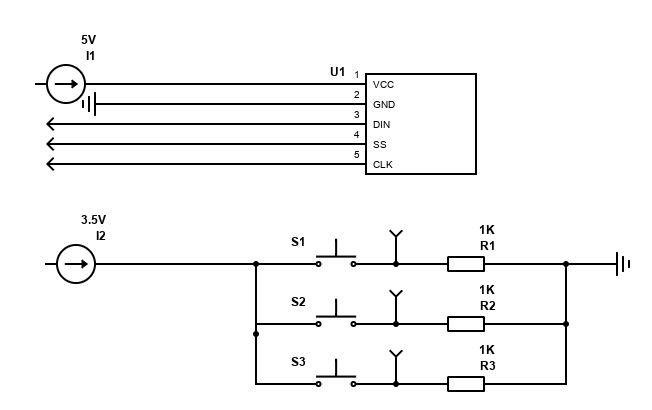 5V
I1
U1
1
VCC
2
GND
3
DIN
4
SS
5
CLK
3.5V
I2
S1
1K
R1
S2
1K
R2
S3
1K
R3